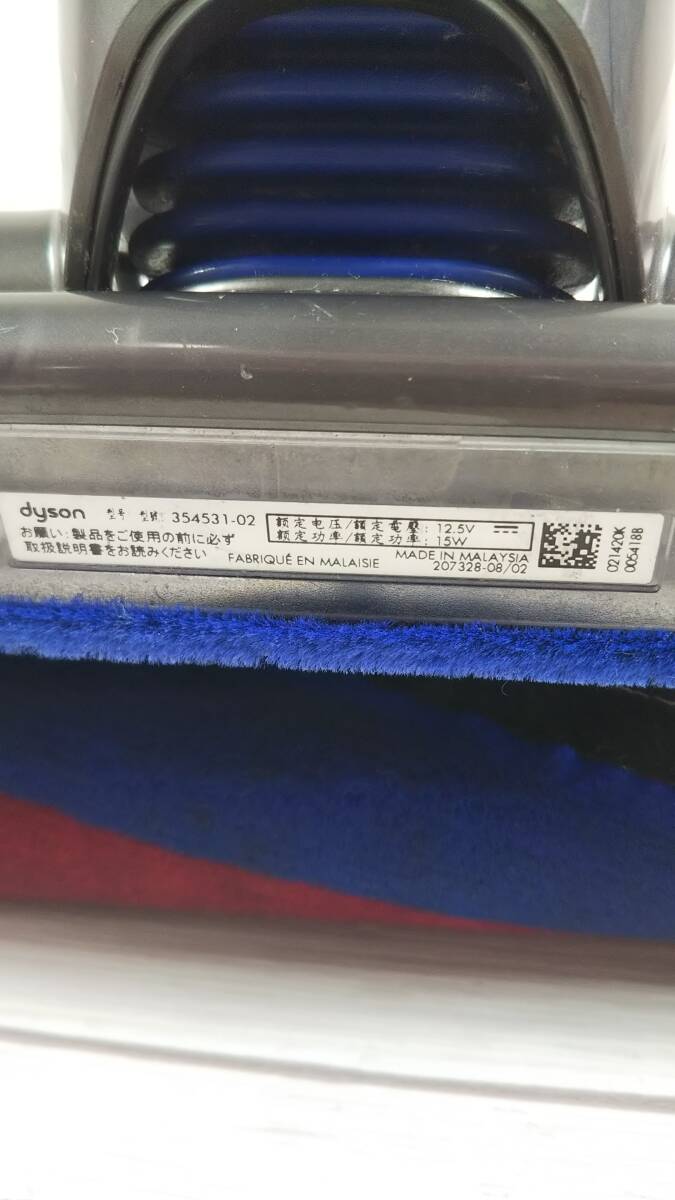 dyson 型号 型號 354531-02
お願い：製品をご使用の前に必ず
取扱説明書をお読みください
额定电压/額定電壓：12.5V
额定功率/額定功率：15W
FABRIQUÉ EN MALAISIE
MADE IN MALAYSIA
207328-08/02
021420K
005418B